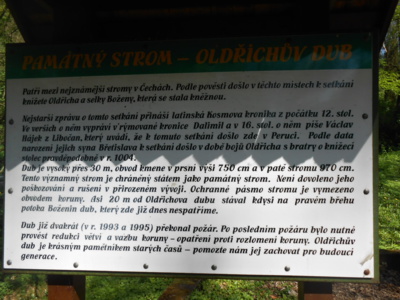 PAMÁTNÝ STROM – OLDŘICHŮV DUB
Patří mezi nejznámější stromy v Čechách. Podle pověsti došlo v těchto místech k setkání
knížete Oldřicha a selky Boženy, která se stala kněžnou.
Nejstarší zprávu o tomto setkání přináší latinská Kosmova kronika z počátku 12. stol.
Ve verších o něm vypráví v rýmované kronice Dalimil a v 16. stol. o něm píše Václav
Hájek z Libočan, který uvádí, že k tomuto setkání došlo zde v Peruci. Podle data
narození jejich syna Břetislava k setkání došlo v době bojů Oldřicha s bratry o knížecí
stolec pravděpodobně v r. 1004.
Dub je vysoký přes 30 m, obvod kmene v prsní výši 750 cm a v patě stromu 970 cm.
Tento významný strom je chráněný státem jako památný strom. Není dovoleno jeho
poškozování a rušení v přirozeném vývoji. Ochranné pásmo stromu je vymezeno
obvodem koruny. Asi 20 m od Oldřichova dubu stával kdysi na pravém břehu
potoka Boženin dub, který zde již dnes nespatříme.
Dub již dvakrát (v r. 1993 a 1995) překonal požár. Po posledním požáru bylo nutné
provést redukci větví a vazbu koruny – opatření proti rozlomení koruny. Oldřichův
dub je krásným pamětníkem starých časů – pomozte nám jej zachovat pro budoucí
generace.